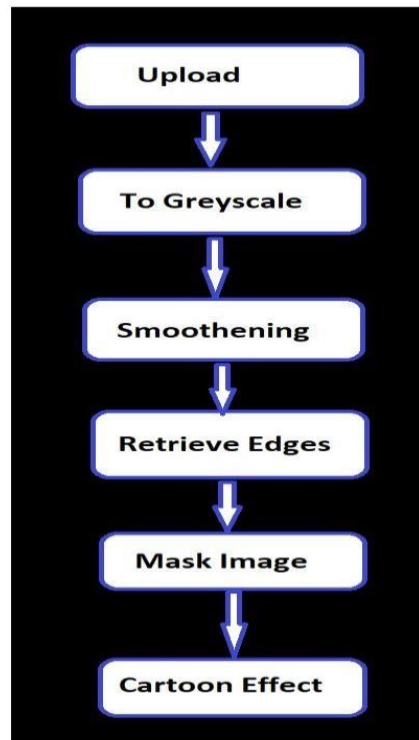 Upload
To Greyscale
Smoothening
Retrieve Edges
Mask Image
Cartoon Effect